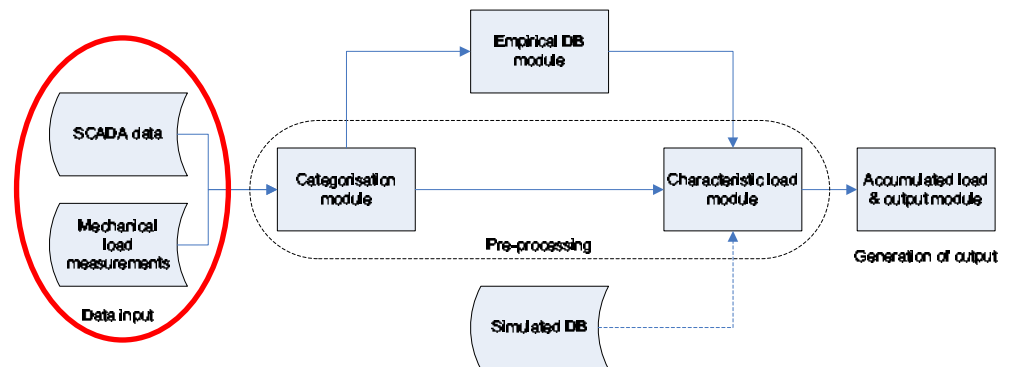 Empirical DB
module
SCADA data
Mechanical
load
measurements
Data input
Categorisation
module
Characteristic load
module
Pre-processing
Accumulated load
& output module
Generation of output
Simulated DB